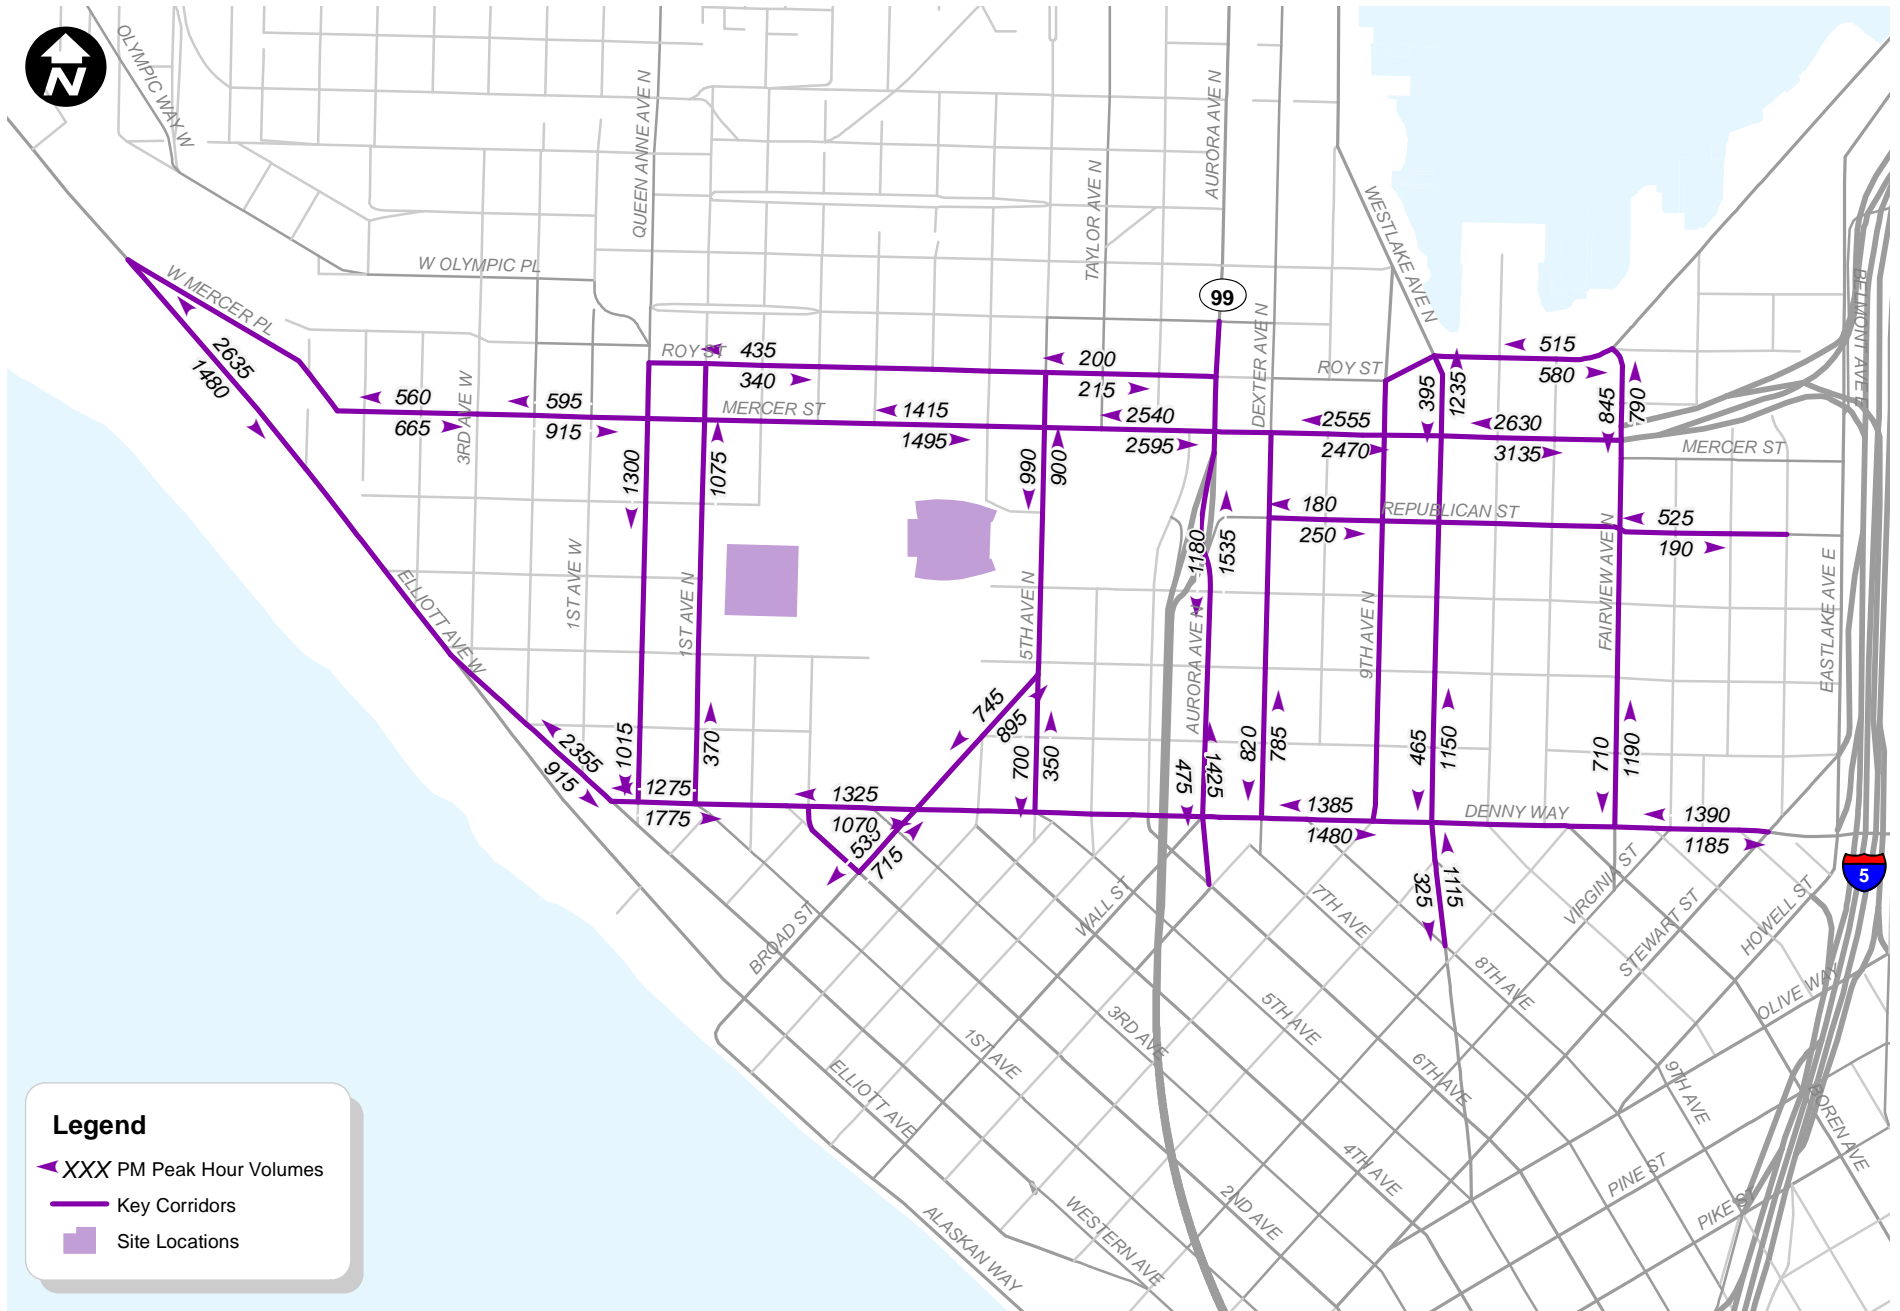 N
OLYMPIC WAY W
QUEEN ANNE AVE N
TAYLOR AVE N
AURORA AVE N
WESTLAKE AVE N
BELMONT AVE E
W OLYMPIC PL
W MERCER PL
99
DEXTER AVE N
2635
1480
ROY ST
435
340
200
215
ROY ST
515
580
395
1235
845
790
560
665
3RD AVE W
595
915
MERCER ST
1415
1495
2540
2595
2555
2470
2630
3135
MERCER ST
1300
1075
990
900
180
250
REPUBLICAN ST
525
190
1180
1535
ELLIOTT AVE W
1ST AVE W
1ST AVE N
5TH AVE N
AURORA AVE N
9TH AVE N
FAIRVIEW AVE N
EASTLAKE AVE E
745
895
2355
915
1015
370
700
350
475
1425
820
785
465
1150
710
1190
1275
1775
1325
1070
535
715
1385
1480
DENNY WAY
1390
1185
325
1115
5
BROAD ST
WALL ST
7TH AVE
VIRGINIA ST
STEWART ST
HOWELL ST
8TH AVE
OLIVE WAY
5TH AVE
3RD AVE
1ST AVE
ELLIOTT AVE
6TH AVE
9TH AVE
BOREN AVE
4TH AVE
2ND AVE
PINE ST
PIKE ST
WESTERN AVE
ALASKAN WAY
Legend
XXX PM Peak Hour Volumes
Key Corridors
Site Locations